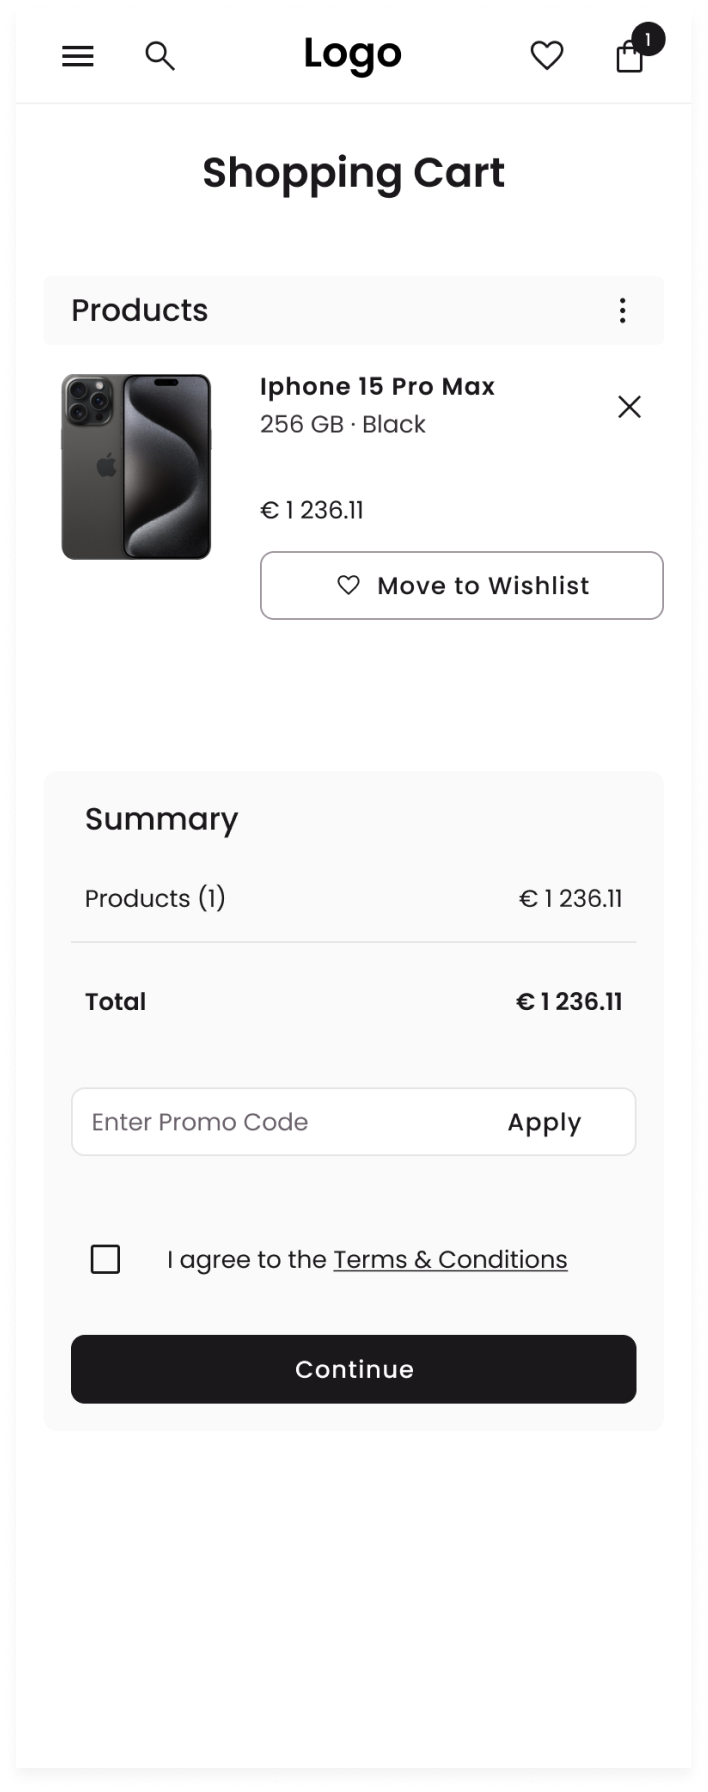 Logo
1
Shopping Cart
Products
Iphone 15 Pro Max
256 GB · Black
€ 1 236.11
Move to Wishlist
Summary
Products (1) € 1 236.11
Total € 1 236.11
Enter Promo Code Apply
I agree to the Terms & Conditions
Continue